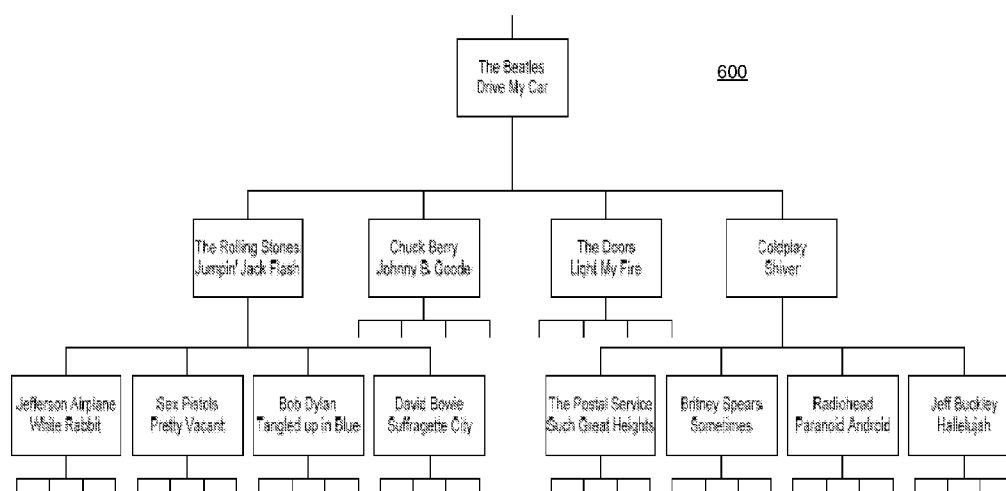 The Beatles
Drive My Car
600
The Rolling Stones
Jumpin' Jack Flash
Chuck Berry
Johnny B. Goode
The Doors
Light My Fire
Coldplay
Shiver
Jefferson Airplane
White Rabbit
Sex Pistols
Pretty Vacant
Bob Dylan
Tangled up in Blue
David Bowie
Suffragette City
The Postal Service
Such Great Heights
Britney Spears
Sometimes
Radiohead
Paranoid Android
Jeff Buckley
Hallelujah